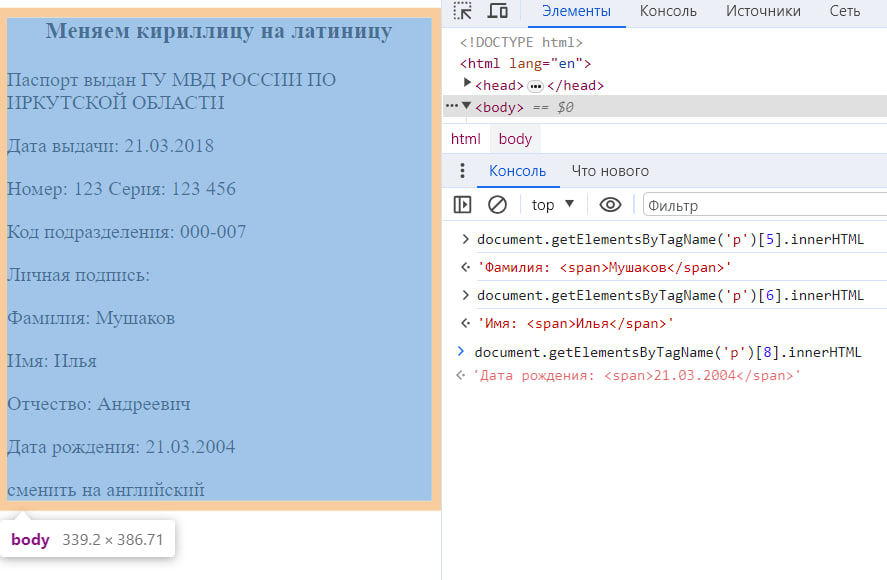 Меняем кириллицу на латиницу
Паспорт выдан ГУ МВД РОССИИ ПО
ИРКУТСКОЙ ОБЛАСТИ
Дата выдачи: 21.03.2018
Номер: 123 Серия: 123 456
Код подразделения: 000-007
Личная подпись:
Фамилия: Мушаков
Имя: Илья
Отчество: Андреевич
Дата рождения: 21.03.2004
сменить на английский
body 339.2 × 386.71
Элементы Консоль Источники Сеть
<!DOCTYPE html>
<html lang="en">
<head> ••• </head>
••• <body> == $0
html body
Консоль Что нового
top Фильтр
document.getElementsByTagName('p')[5].innerHTML
'Фамилия: <span>Мушаков</span>'
document.getElementsByTagName('p')[6].innerHTML
'Имя: <span>Илья</span>'
document.getElementsByTagName('p')[8].innerHTML
'Дата рождения: <span>21.03.2004</span>'